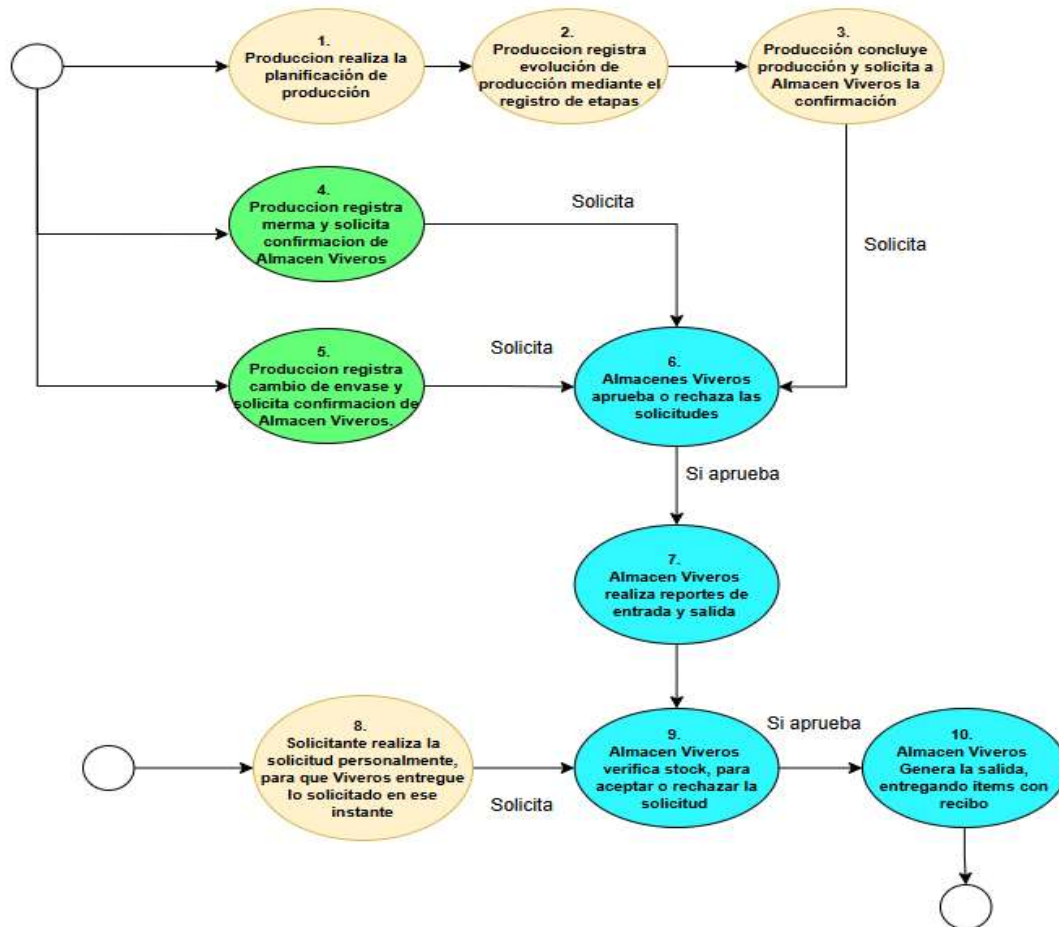 1.
Produccion realiza la
planificación de
producción
2.
Produccion registra
evolución de
producción mediante el
registro de etapas
3.
Producción concluye
producción y solicita a
Almacen Viveros la
confirmación
4.
Produccion registra
merma y solicita
confirmacion de
Almacen Viveros
Solicita
Solicita
5.
Produccion registra
cambio de envase y
solicita confirmacion de
Almacen Viveros.
Solicita
6.
Almacenes Viveros
aprueba o rechaza las
solicitudes
Si aprueba
7.
Almacen Viveros
realiza reportes de
entrada y salida
8.
Solicitante realiza la
solicitud personalmente,
para que Viveros entregue
lo solicitado en ese
instante
Solicita
9.
Almacen Viveros
verifica stock, para
aceptar o rechazar la
solicitud
Si aprueba
10.
Almacen Viveros
Genera la salida,
entregando items con
recibo